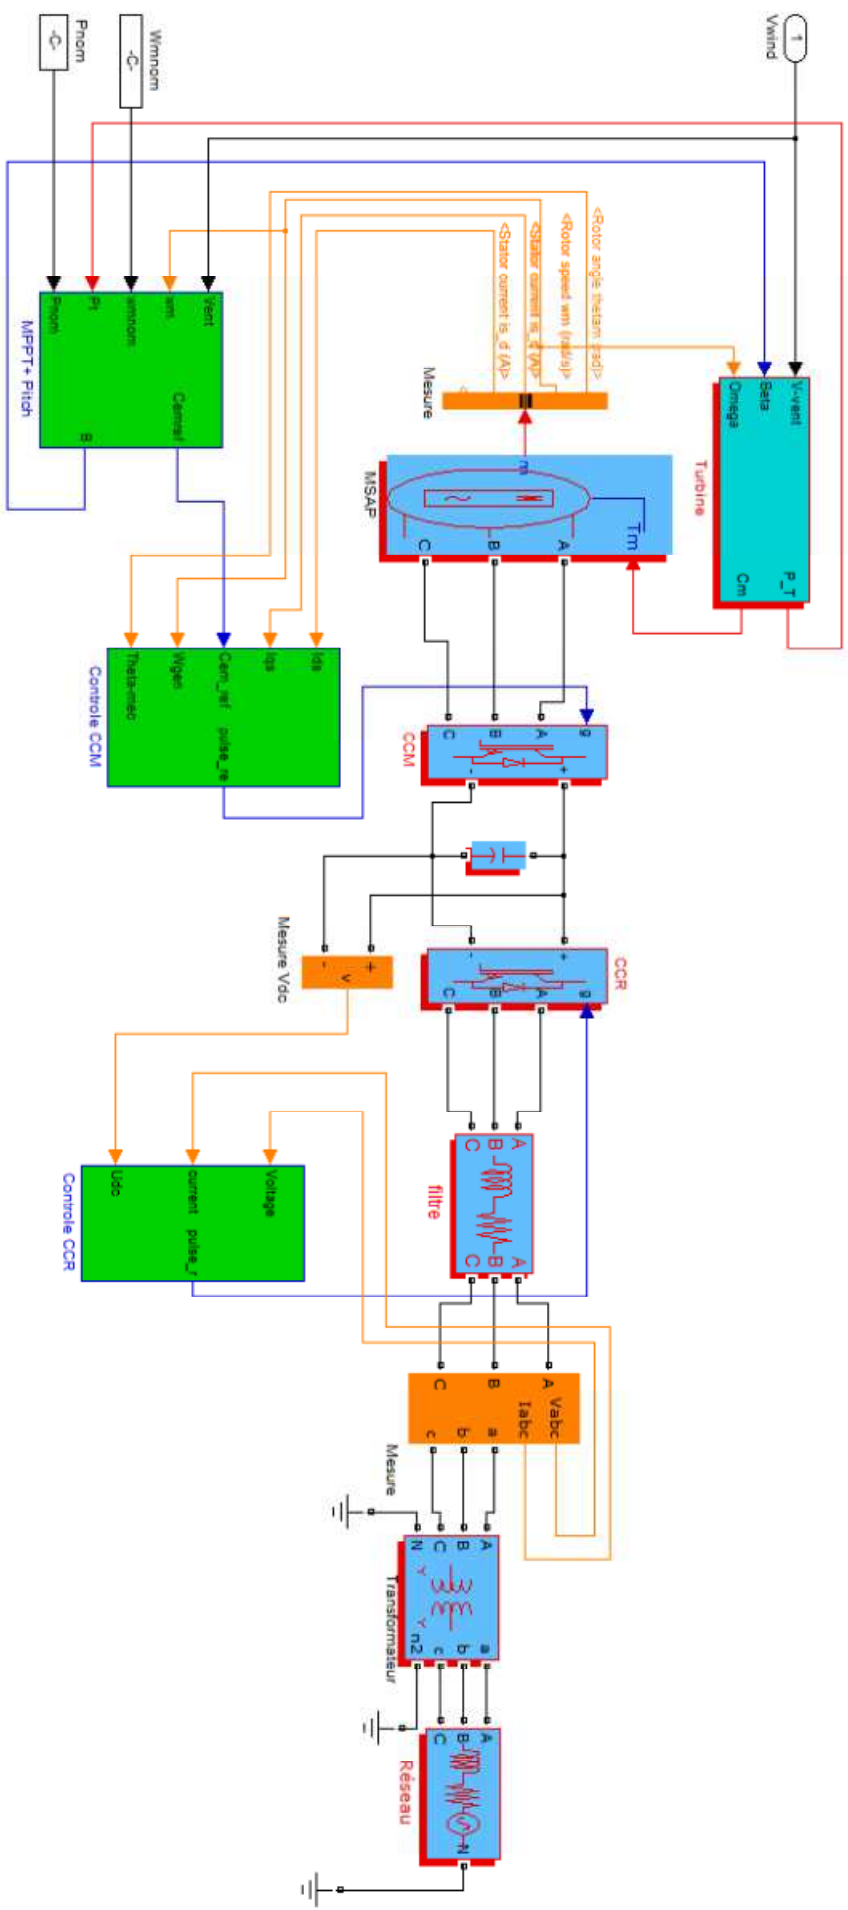 1
Vwind
Wmnom
-C-
Pnom
-C-
V-vent
Beta
Omega
P_T
Cm
Turbine
<Rotor angle thetam (rad)>
<Rotor speed wm (rad/s)>
<Stator current is_d (A)>
<Stator current is_d (A)>
Mesure
Vent
wm
wmnom
Pt
Pnom
Cemref
B
MPPT+ Pitch
Tm
m
A
B
C
MSAP
Ids
Iqs
Cem_ref
Wgen
Theta-mec
pulse_re
Controle CCM
g
A
B
C
+
-
CCM
+
-
v
Mesure Vdc
CCR
+
-
g
A
B
C
Voltage
current
Udc
pulse_r
Controle CCR
A
B
C
A
B
C
filtre
A
B
C
Vabc
Iabc
a
b
c
Mesure
A
B
C
N
Y
Y
a
b
c
n2
Transformateur
A
B
C
N
Réseau